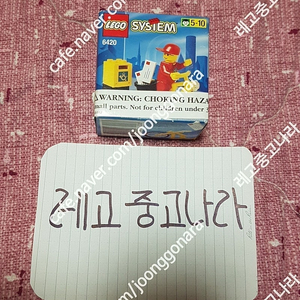 LEGO SYSTEM 5-10
6420
⚠WARNING: CHOKING HAZA
small parts. Not for children under
레고 중고나라
cafe.naver.com/joonggonara
레고중고나라